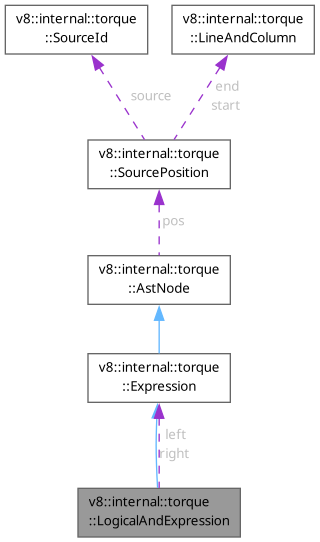 v8::internal::torque
::SourceId
v8::internal::torque
::LineAndColumn
source
end
start
v8::internal::torque
::SourcePosition
pos
v8::internal::torque
::AstNode
v8::internal::torque
::Expression
left
right
v8::internal::torque
::LogicalAndExpression